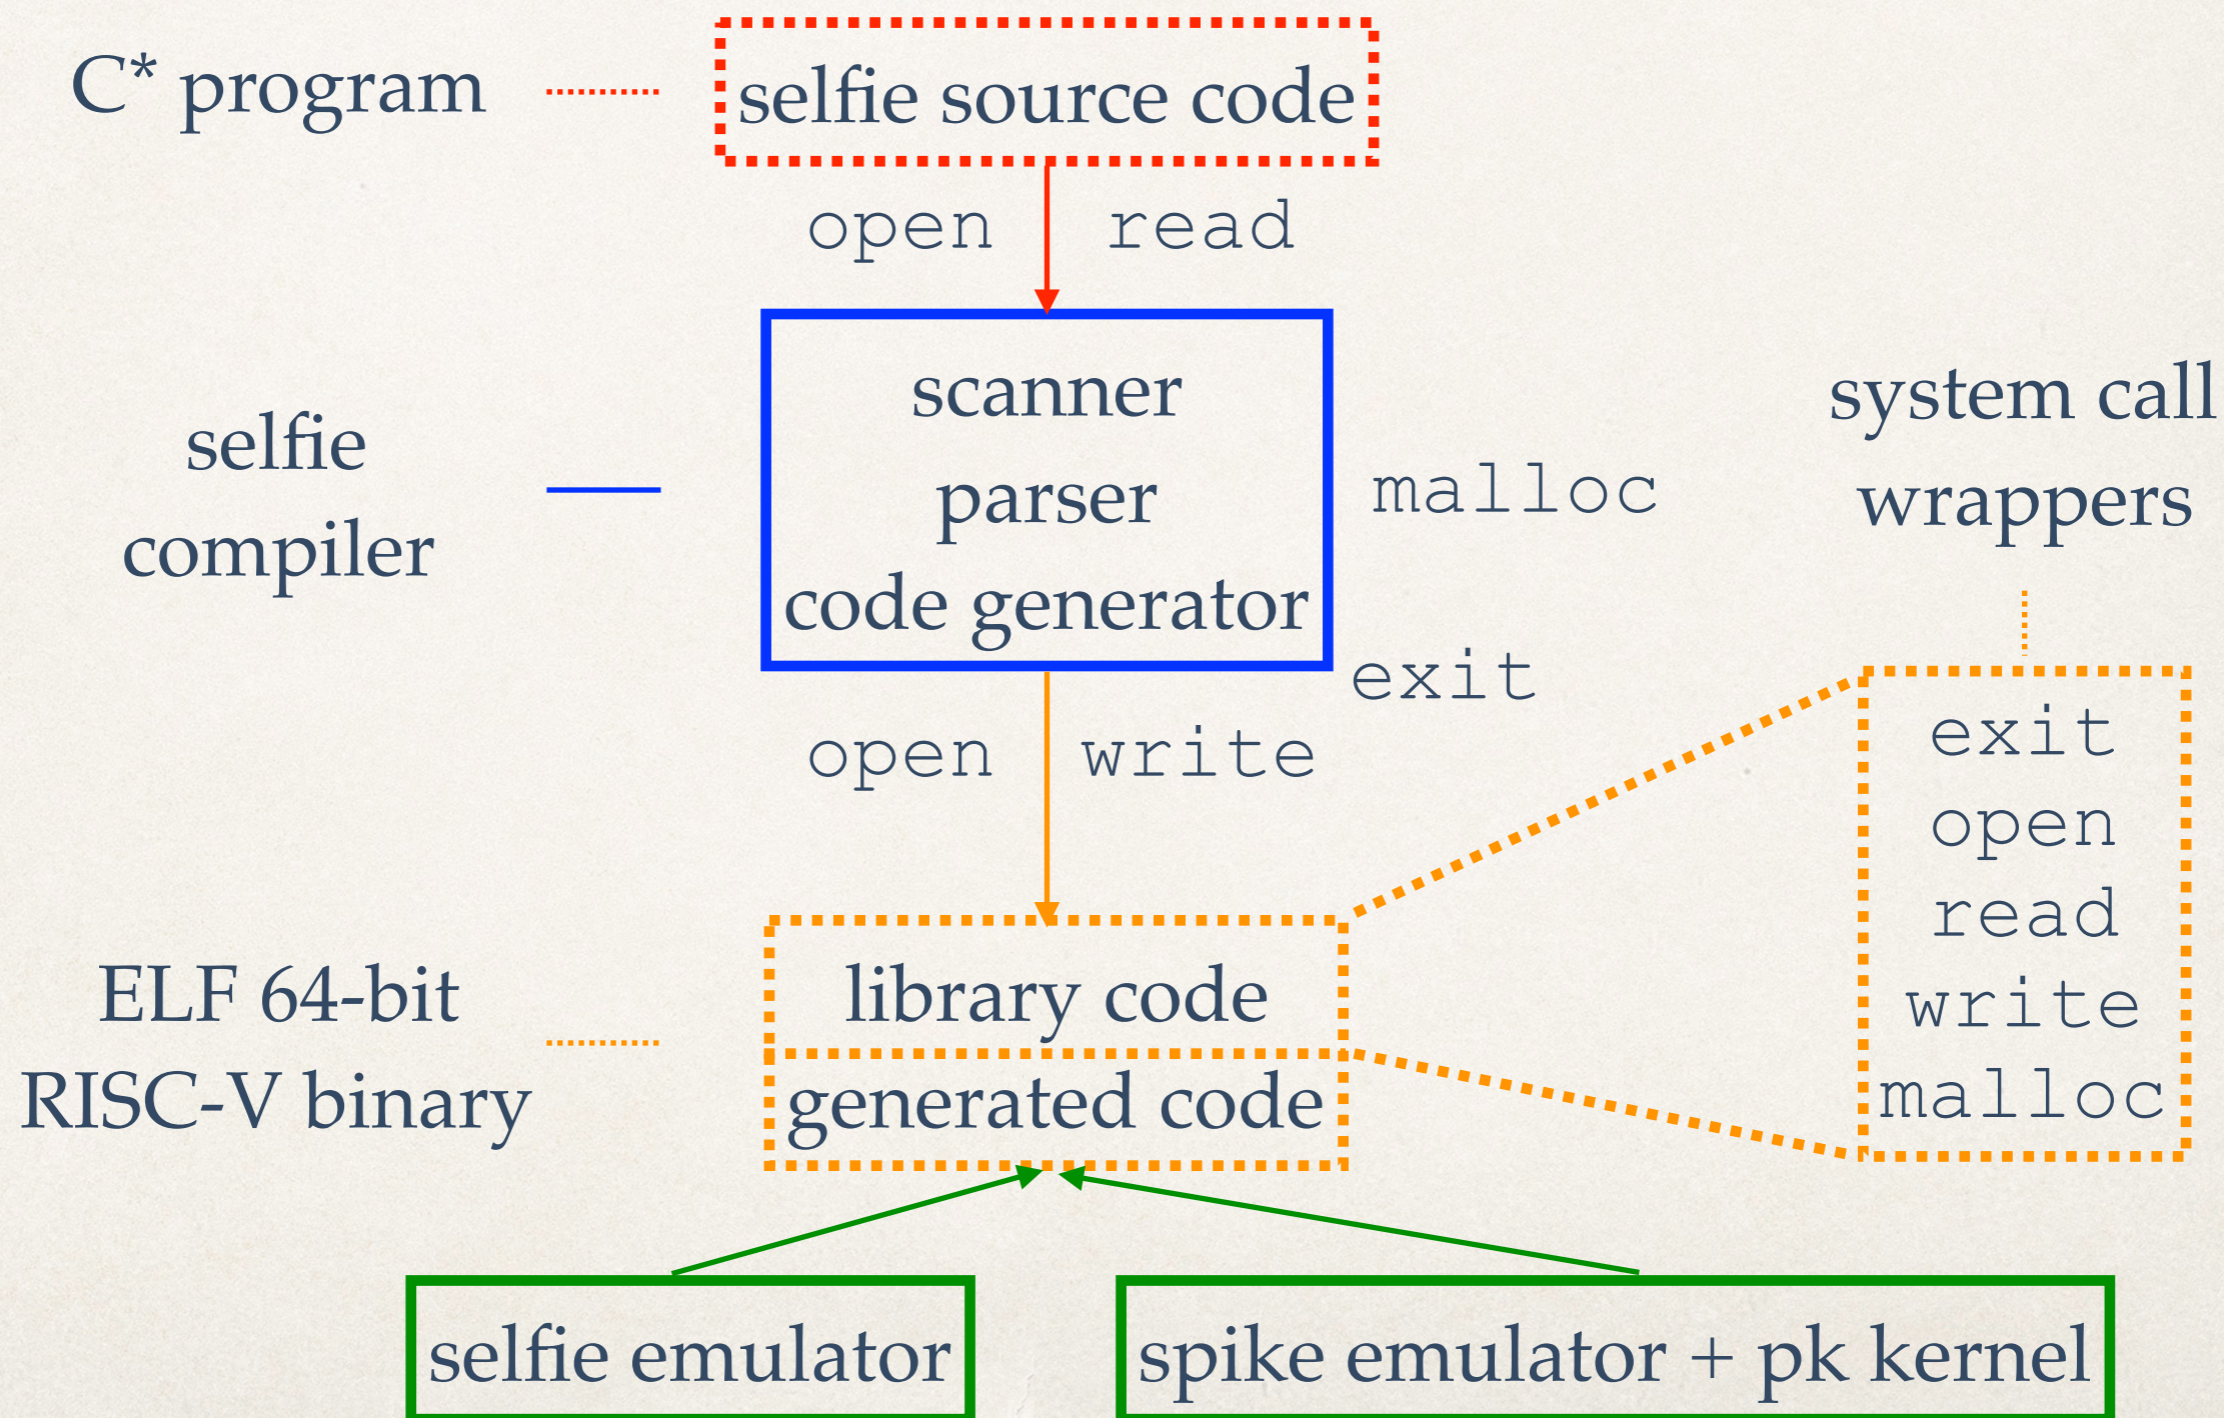 C* program
selfie source code
open read
selfie
compiler
scanner
parser
code generator
malloc
exit
system call
wrappers
open write
exit
open
read
write
malloc
ELF 64-bit
RISC-V binary
library code
generated code
selfie emulator
spike emulator + pk kernel